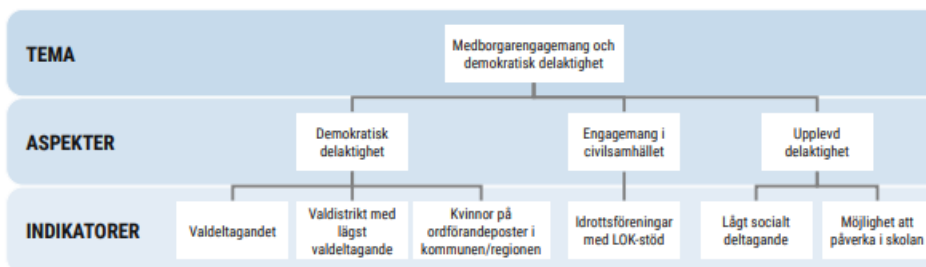 TEMA
Medborgarengagemang och
demokratisk delaktighet
ASPEKTER
Demokratisk
delaktighet
Engagemang i
civilsamhället
Upplevd
delaktighet
INDIKATORER
Valdeltagandet
Valdistrikt med
lägst
valdeltagande
Kvinnor på
ordförandeposter i
kommunen/regionen
Idrottsföreningar
med LOK-stöd
Lågt socialt
deltagande
Möjlighet att
påverka i skolan